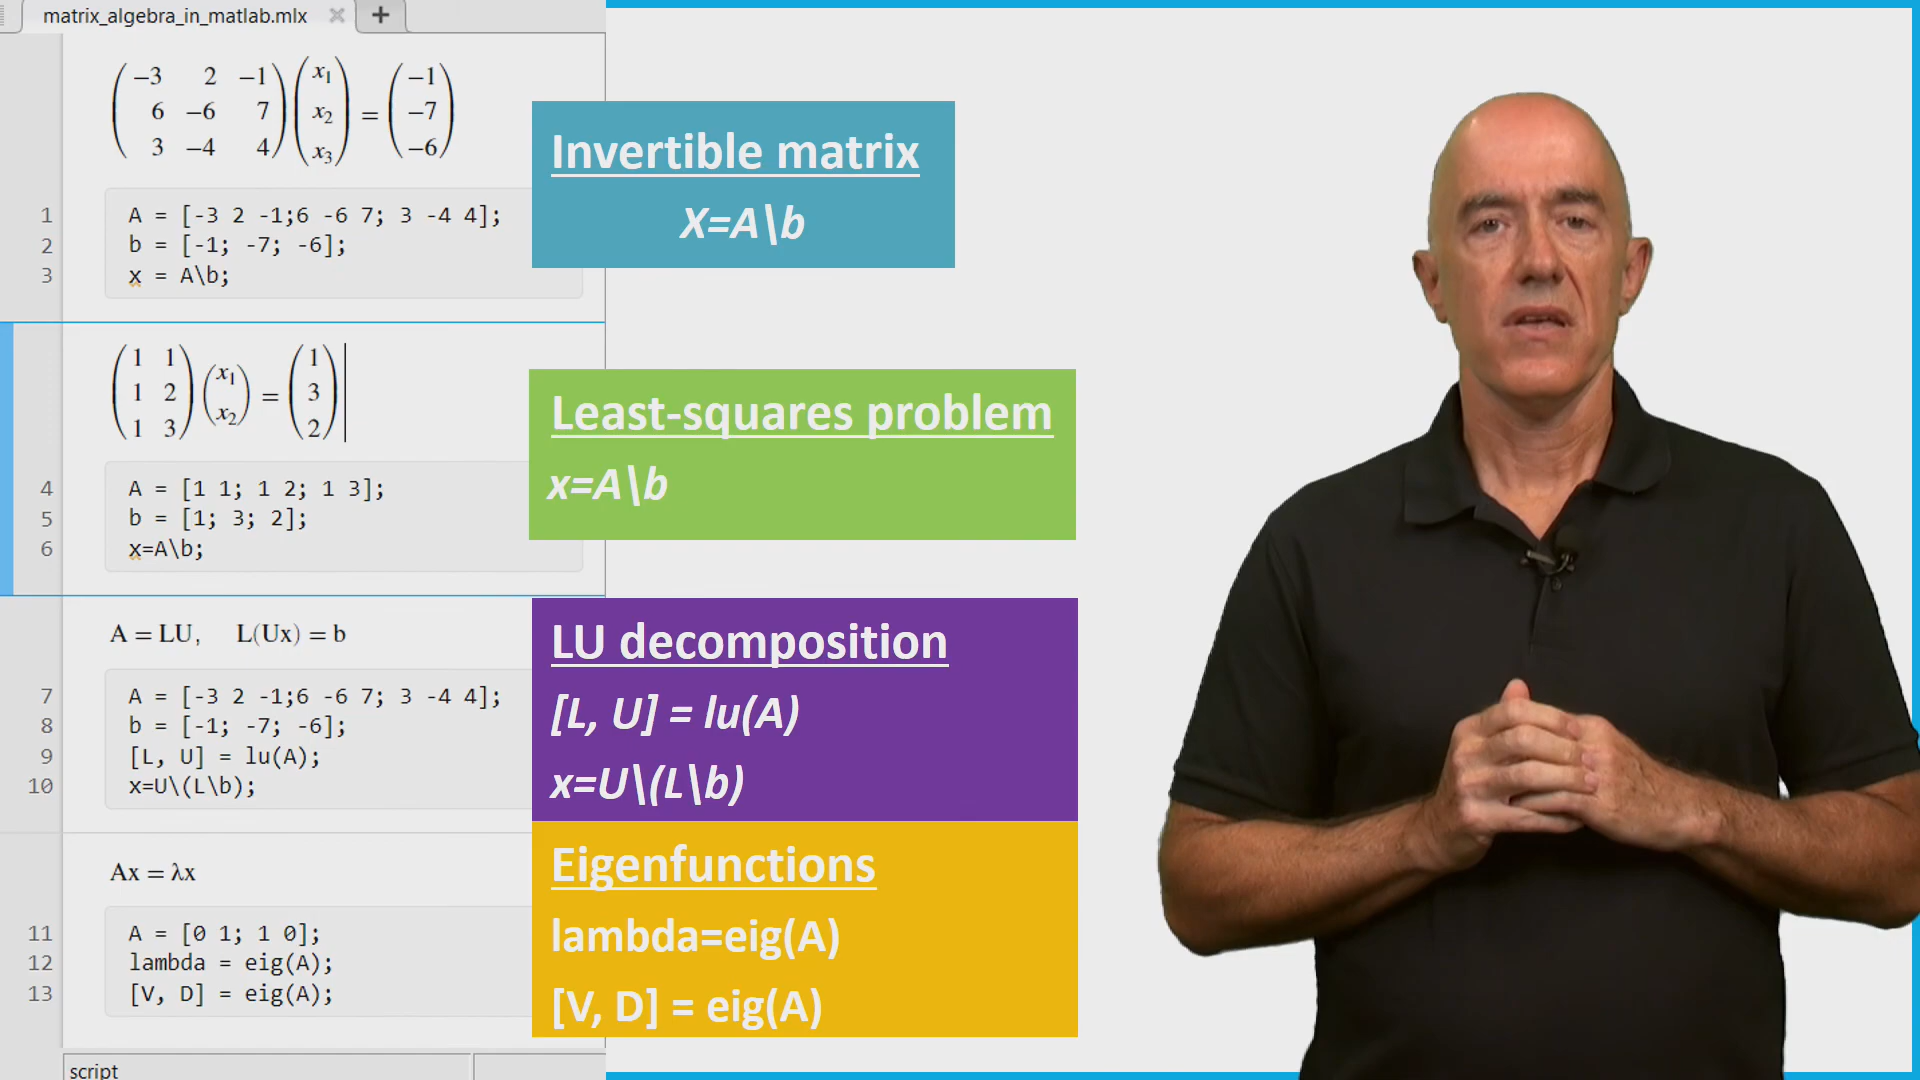 matrix_algebra_in_matlab.mlx × +
(−3 2 −1
6 −6 7
3 −4 4) (x₁
x₂
x₃) = (−1
−7
−6)
1 A = [-3 2 -1;6 -6 7; 3 -4 4];
2 b = [-1; -7; -6];
3 x = A\b;
Invertible matrix
X=A\b
(1 1
1 2
1 3) (x₁
x₂) = (1
3
2)
4 A = [1 1; 1 2; 1 3];
5 b = [1; 3; 2];
6 x=A\b;
Least-squares problem
x=A\b
A = LU, L(Ux) = b
7 A = [-3 2 -1;6 -6 7; 3 -4 4];
8 b = [-1; -7; -6];
9 [L, U] = lu(A);
10 x=U\(L\b);
LU decomposition
[L, U] = lu(A)
x=U\(L\b)
Ax = λx
11 A = [0 1; 1 0];
12 lambda = eig(A);
13 [V, D] = eig(A);
Eigenfunctions
lambda=eig(A)
[V, D] = eig(A)
script